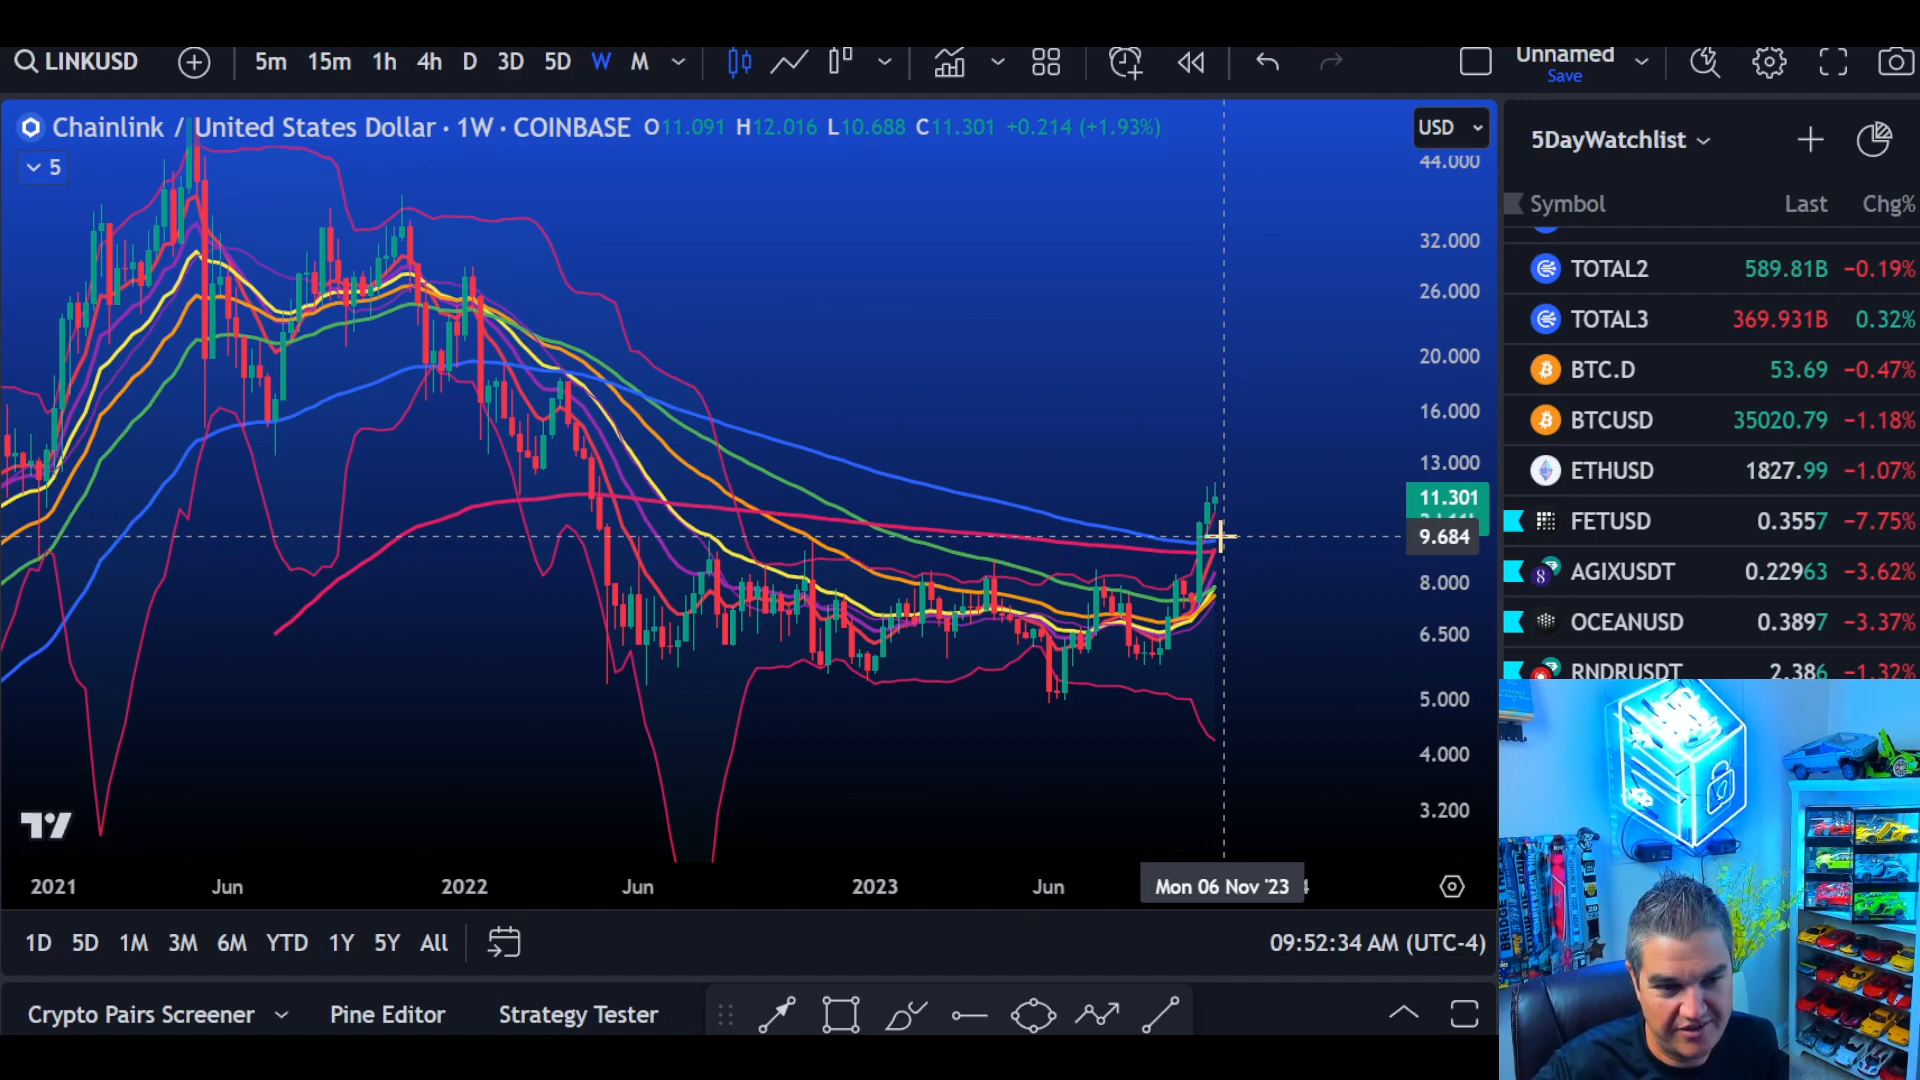 LINKUSD 5m 15m 1h 4h D 3D 5D W M Unnamed
Save
Chainlink / United States Dollar · 1W · COINBASE O11.091 H12.016 L10.688 C11.301 +0.214 (+1.93%)
5
USD
44.000
32.000
26.000
20.000
16.000
13.000
11.301
9.684
8.000
6.500
5.000
4.000
3.200
2021 Jun 2022 Jun 2023 Jun Mon 06 Nov '23
1D 5D 1M 3M 6M YTD 1Y 5Y All 09:52:34 AM (UTC-4)
Crypto Pairs Screener Pine Editor Strategy Tester
5DayWatchlist
Symbol Last Chg%
TOTAL2 589.81B −0.19%
TOTAL3 369.931B 0.32%
BTC.D 53.69 −0.47%
BTCUSD 35020.79 −1.18%
ETHUSD 1827.99 −1.07%
FETUSD 0.3557 −7.75%
AGIXUSDT 0.22963 −3.62%
OCEANUSD 0.3897 −3.37%
RNDRUSDT 2.386 −1.32%